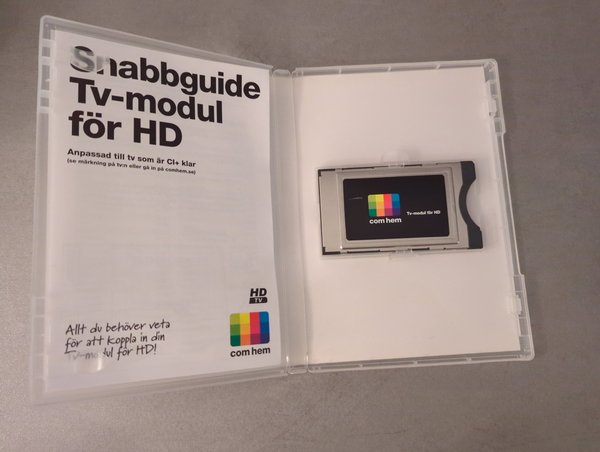 Snabbguide
Tv-modul
för HD
Anpassad till tv som är CI+ klar
(se märkning på tv:n eller gå in på comhem.se)
HD
TV
Allt du behöver veta
för att koppla in din
Tv-modul för HD!
com hem
com hem
Tv-modul för HD